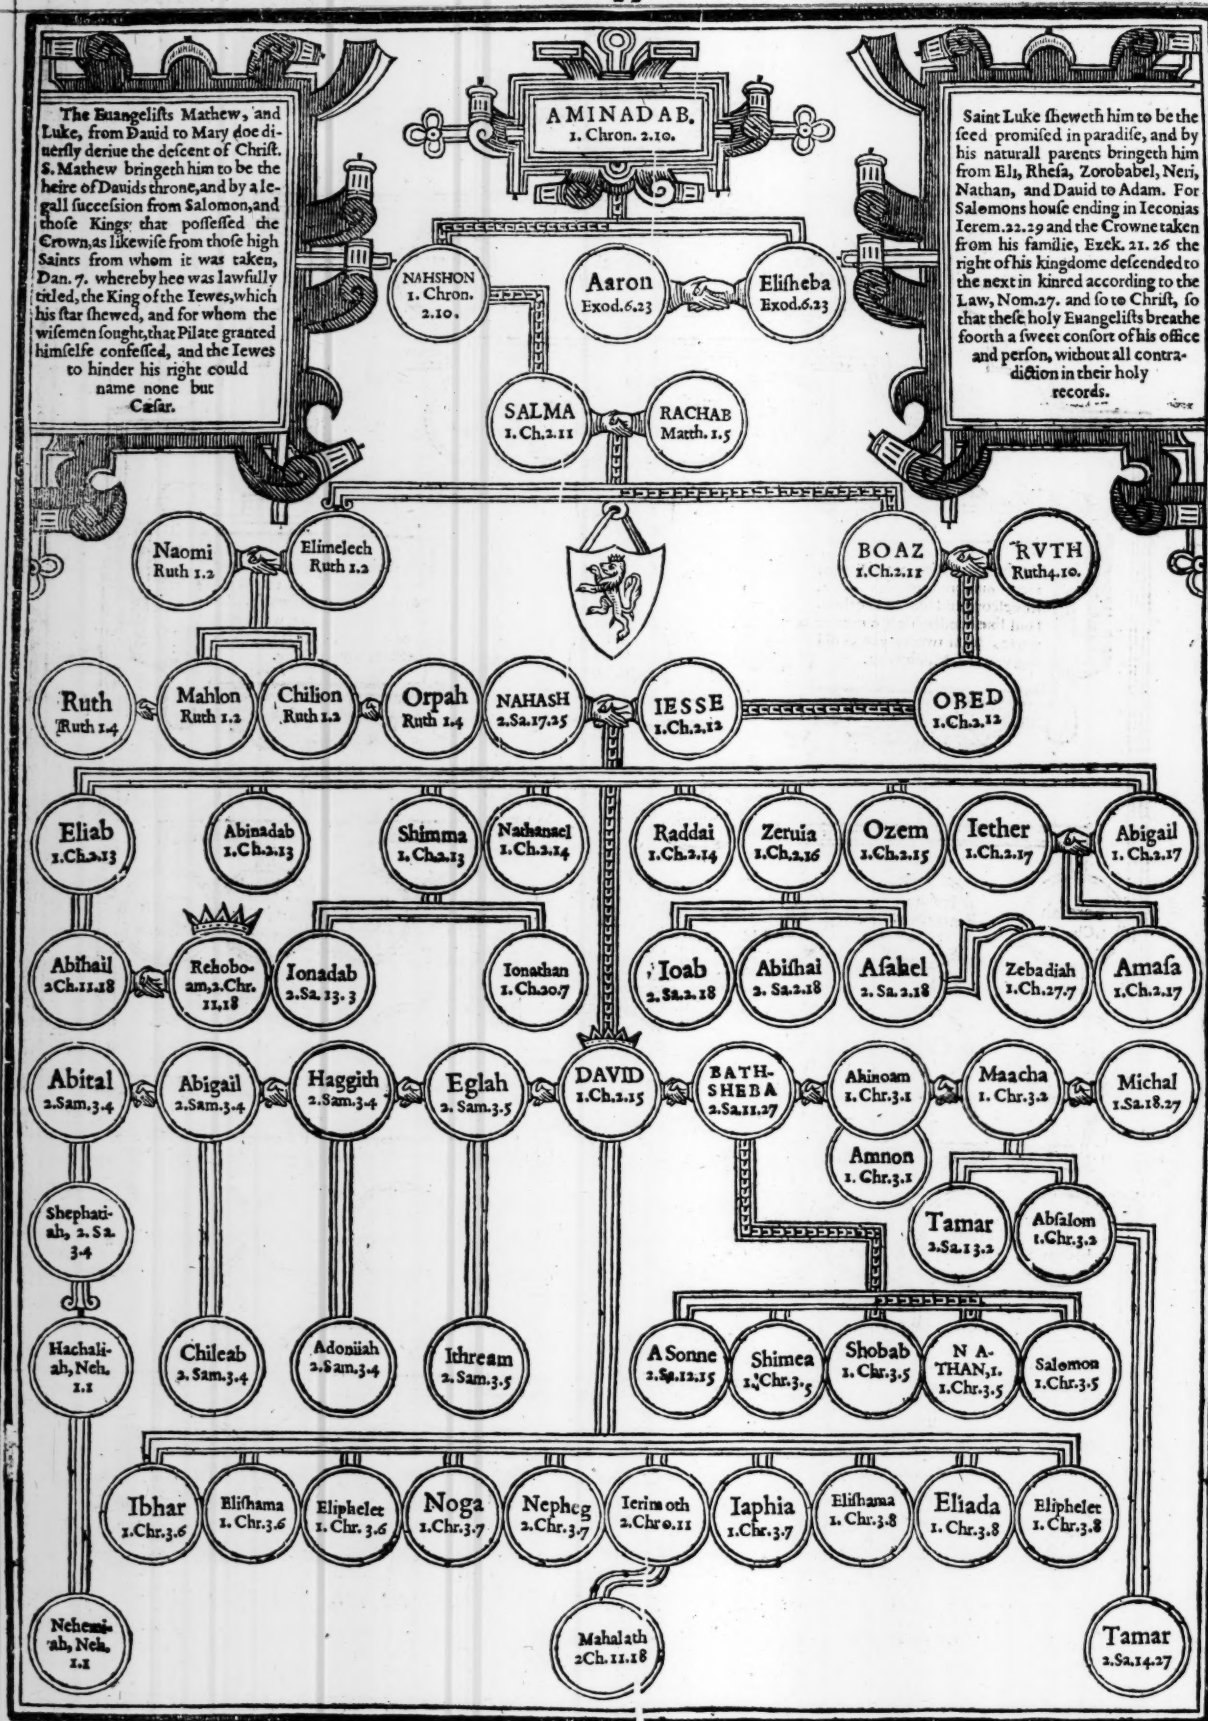 The Euangeliſts Mathew, and
Luke, from Dauid to Mary doe di-
uerſly deriue the deſcent of Chriſt.
S. Mathew bringeth him to be the
heire of Dauids throne, and by a le-
gall ſucceſsion from Salomon, and
thoſe Kings that poſſeſſed the
Crown, as likewiſe from thoſe high
Saints from whom it was taken,
Dan. 7. whereby hee was lawfully
titled, the King of the Iewes, which
his ſtar ſhewed, and for whom the
wiſemen ſought, that Pilate granted
himſelfe confeſſed, and the Iewes
to hinder his right could
name none but
Cæſar.
AMINADAB.
1. Chron. 2.10.
Saint Luke ſheweth him to be the
ſeed promiſed in paradiſe, and by
his naturall parents bringeth him
from Eli, Rheſa, Zorobabel, Neri,
Nathan, and Dauid to Adam. For
Salomons houſe ending in Ieconias
Ierem. 22.29 and the Crowne taken
from his familie, Ezek. 21. 26 the
right of his kingdome deſcended to
the next in kinred according to the
Law, Nom. 27. and ſo to Chriſt, ſo
that theſe holy Euangeliſts breathe
foorth a ſweet conſort of his office
and perſon, without all contra-
diction in their holy
records.
NAHSHON
1. Chron.
2.10.
Aaron
Exod.6.23
Eliſheba
Exod.6.23
SALMA
1. Ch.2.11
RACHAB
Matth. 1.5
Naomi
Ruth 1.2
Elimelech
Ruth 1.2
BOAZ
1.Ch.2.11
RVTH
Ruth4.10.
Ruth
Ruth 1.4
Mahlon
Ruth 1.2
Chilion
Ruth 1.2
Orpah
Ruth 1.4
NAHASH
2.Sa.17.25
IESSE
1.Ch.2.12
OBED
1.Ch.2.12
Eliab
1.Ch.2.13
Abinadab
1.Ch.2.13
Shimma
1. Ch.2.13
Nathanael
1. Ch.2.14
Raddai
1.Ch.2.14
Zeruia
1.Ch.2.16
Ozem
1.Ch.2.15
Iether
1.Ch.2.17
Abigail
1. Ch.2.17
Abihail
2Ch.11.18
Rehobo-
am,2.Chr.
11,18
Ionadab
2.Sa. 13. 3
Ionathan
1. Ch.20.7
Ioab
2. Sa.2. 18
Abiſhai
2. Sa.2.18
Aſahel
2. Sa.2.18
Zebadiah
1.Ch.27.7
Amaſa
1.Ch.2.17
Abital
2.Sam.3.4
Abigail
2.Sam.3.4
Haggith
2.Sam.3.4
Eglah
2. Sam.3.5
DAVID
1.Ch.2.15
BATH-
SHEBA
2.Sa.11.27
Ahinoam
1. Chr.3.1
Maacha
1. Chr.3.2
Michal
1.Sa.18.27
Amnon
1. Chr.3.1
Shephati-
ah, 2. Sa.
3.4
Tamar
2.Sa.13.2
Abſalom
1.Chr.3.2
Hachali-
ah, Neh.
1.1
Chileab
2. Sam.3.4
Adoniiah
2.Sam.3.4
Ithream
2. Sam.3.5
A Sonne
2.Sa.12.15
Shimea
1.Chr.3.5
Shobab
1. Chr.3.5
NA-
THAN,1.
1.Chr.3.5
Salomon
1.Chr.3.5
Ibhar
1.Chr.3.6
Eliſhama
1. Chr.3.6
Eliphelet
1. Chr. 3.6
Noga
1.Chr.3.7
Nepheg
2.Chr.3.7
Ierimoth
2.Chr0.11
Iaphia
1.Chr.3.7
Eliſhama
1. Chr.3.8
Eliada
1. Chr.3.8
Eliphelet
1. Chr.3.8
Nehemi-
ah, Neh.
1.1
Mahalath
2Ch. 11.18
Tamar
2.Sa.14.27